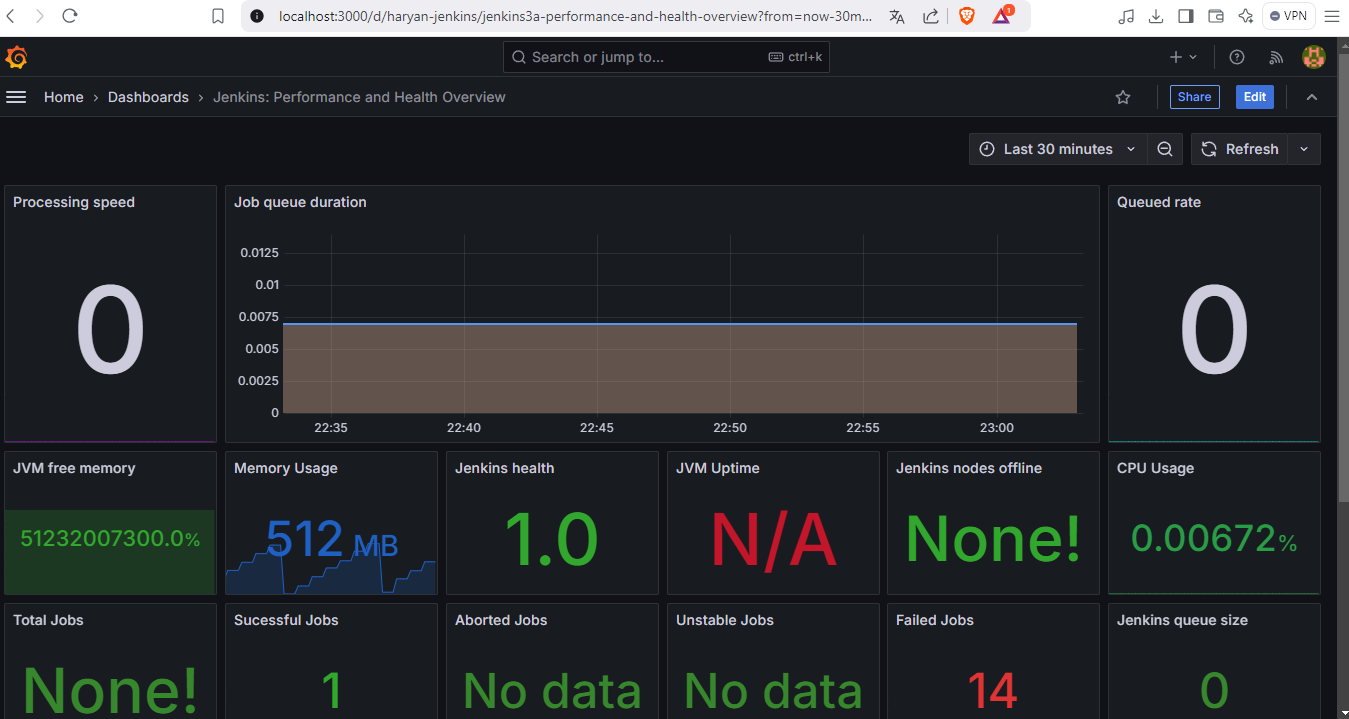 localhost:3000/d/haryan-jenkins/jenkins3a-performance-and-health-overview?from=now-30m...
1
VPN
Search or jump to...
ctrl+k
Home › Dashboards › Jenkins: Performance and Health Overview
Share
Edit
Last 30 minutes
Refresh
Processing speed
0
Job queue duration
0.0125
0.01
0.0075
0.005
0.0025
0
22:35 22:40 22:45 22:50 22:55 23:00
Queued rate
0
JVM free memory
51232007300.0%
Memory Usage
512 MB
Jenkins health
1.0
JVM Uptime
N/A
Jenkins nodes offline
None!
CPU Usage
0.00672%
Total Jobs
None!
Sucessful Jobs
1
Aborted Jobs
No data
Unstable Jobs
No data
Failed Jobs
14
Jenkins queue size
0